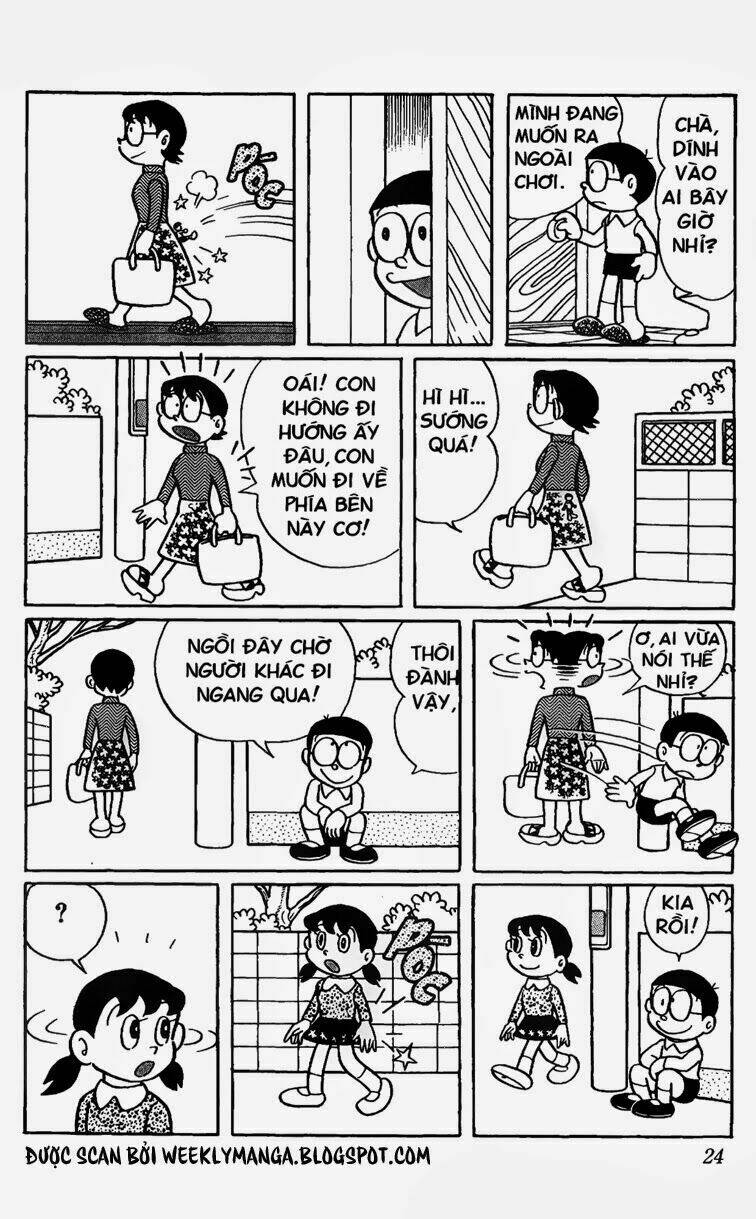 CHÀ,
DÍNH
VÀO
AI BÂY
GIỜ
NHỈ?
MÌNH ĐANG
MUỐN RA
NGOÀI
CHƠI.
PỐC
HÌ HÌ...
SƯỚNG
QUÁ!
OÁI! CON
KHÔNG ĐI
HƯỚNG ẤY
ĐÂU, CON
MUỐN ĐI VỀ
PHÍA BÊN
NÀY CƠ!
Ơ, AI VỪA
NÓI THẾ
NHỈ?
THÔI
ĐÀNH
VẬY,
NGỒI ĐÂY CHỜ
NGƯỜI KHÁC ĐI
NGANG QUA!
KIA
RỒI!
PỐC
?
ĐƯỢC SCAN BỞI WEEKLYMANGA.BLOGSPOT.COM
24